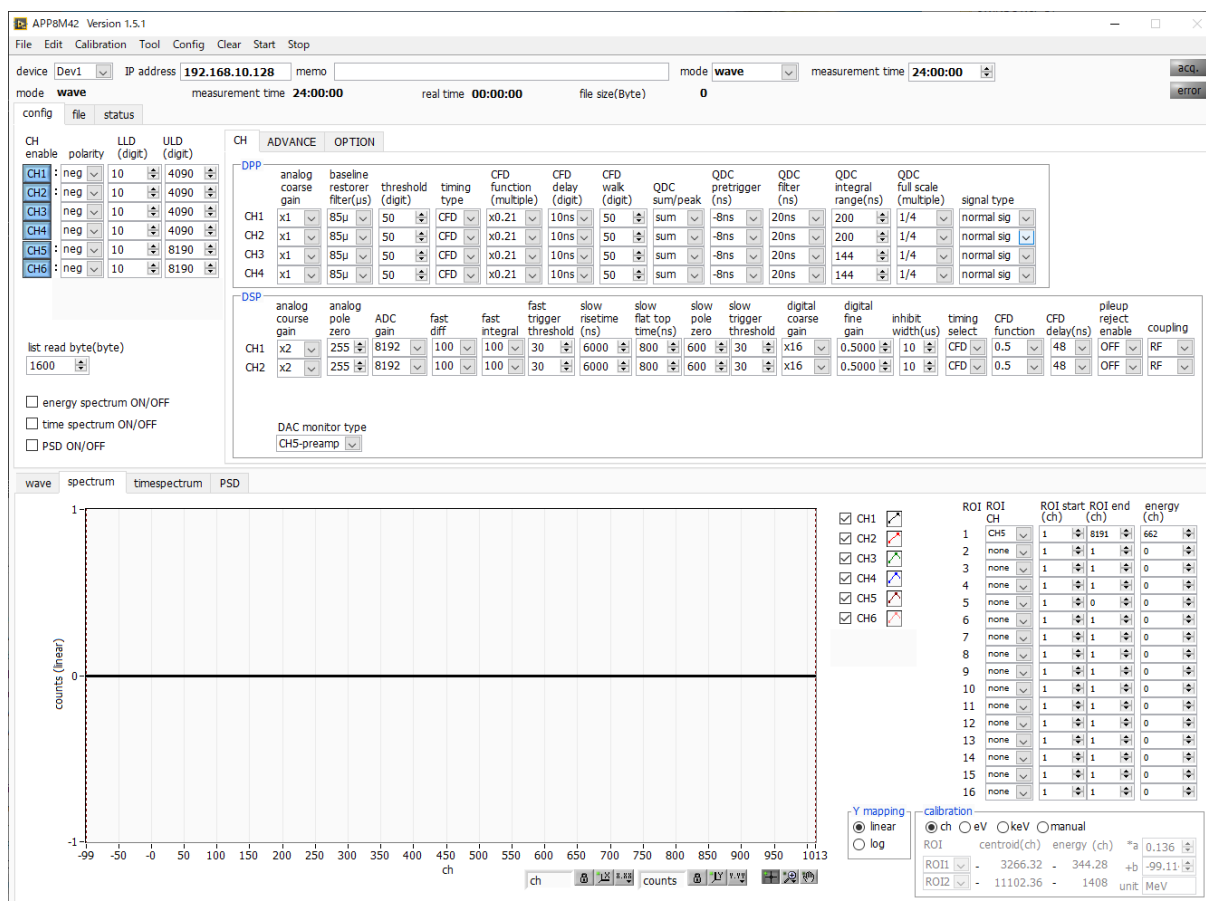 APP8M42 Version 1.5.1
File Edit Calibration Tool Config Clear Start Stop
device Dev1 IP address 192.168.10.128 memo mode wave measurement time 24:00:00 acq.
mode wave measurement time 24:00:00 real time 00:00:00 file size(Byte) 0 error
config file status
CH enable polarity LLD (digit) ULD (digit)
CH1 : neg 10 4090
CH2 : neg 10 4090
CH3 : neg 10 4090
CH4 : neg 10 4090
CH5 : neg 10 8190
CH6 : neg 10 8190
list read byte(byte)
1600
energy spectrum ON/OFF
time spectrum ON/OFF
PSD ON/OFF
CH ADVANCE OPTION
DPP
analog coarse gain baseline restorer filter(µs) threshold (digit) timing type CFD function (multiple) CFD delay (digit) CFD walk (digit) QDC sum/peak QDC pretrigger (ns) QDC filter (ns) QDC integral range(ns) QDC full scale (multiple) signal type
CH1 x1 85µ 50 CFD x0.21 10ns 50 sum -8ns 20ns 200 1/4 normal sig
CH2 x1 85µ 50 CFD x0.21 10ns 50 sum -8ns 20ns 200 1/4 normal sig
CH3 x1 85µ 50 CFD x0.21 10ns 50 sum -8ns 20ns 144 1/4 normal sig
CH4 x1 85µ 50 CFD x0.21 10ns 50 sum -8ns 20ns 144 1/4 normal sig
DSP
analog course gain analog pole zero ADC gain fast diff fast integral fast trigger threshold slow risetime (ns) slow flat top time(ns) slow pole zero slow trigger threshold digital coarse gain digital fine gain inhibit width(us) timing select CFD function CFD delay(ns) pileup reject enable coupling
CH1 x2 255 8192 100 100 30 6000 800 600 30 x16 0.5000 10 CFD 0.5 48 OFF RF
CH2 x2 255 8192 100 100 30 6000 800 600 30 x16 0.5000 10 CFD 0.5 48 OFF RF
DAC monitor type
CH5-preamp
wave spectrum timespectrum PSD
counts (linear)
1
0
-1
-99 -50 -0 50 100 150 200 250 300 350 400 450 500 550 600 650 700 750 800 850 900 950 1013
ch
ch X x.xx counts Y Y.YY
CH1
CH2
CH3
CH4
CH5
CH6
ROI ROI CH ROI start (ch) ROI end (ch) energy (ch)
1 CH5 1 8191 662
2 none 1 1 0
3 none 1 1 0
4 none 1 1 0
5 none 1 0 0
6 none 1 1 0
7 none 1 1 0
8 none 1 1 0
9 none 1 1 0
10 none 1 1 0
11 none 1 1 0
12 none 1 1 0
13 none 1 1 0
14 none 1 1 0
15 none 1 1 0
16 none 1 1 0
Y mapping
linear
log
calibration
ch eV keV manual
ROI centroid(ch) energy (ch) *a 0.136
ROI1 - 3266.32 - 344.28 +b -99.11
ROI2 - 11102.36 - 1408 unit MeV